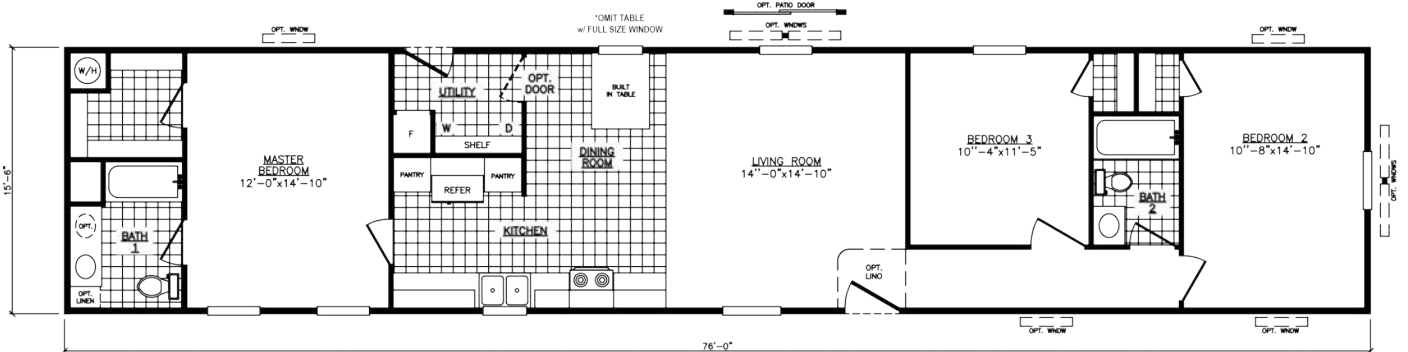 OPT. PATIO DOOR
*OMIT TABLE
w/ FULL SIZE WINDOW
OPT. WNDW
OPT. WNDWS
OPT. WNDW
W/H
UTILITY
OPT.
DOOR
BUILT
IN TABLE
F
W
D
SHELF
DINING
ROOM
MASTER
BEDROOM
12'-0"x14'-10"
PANTRY
REFER
PANTRY
LIVING ROOM
14''-0x14'-10"
BEDROOM 3
10''-4"x11'-5"
BEDROOM 2
10''-8"x14'-10"
OPT. WNDWS
15'-6"
(OPT.)
BATH
1
KITCHEN
BATH
2
OPT.
LINO
OPT.
LINEN
OPT. WNDW
OPT. WNDW
76'-0"